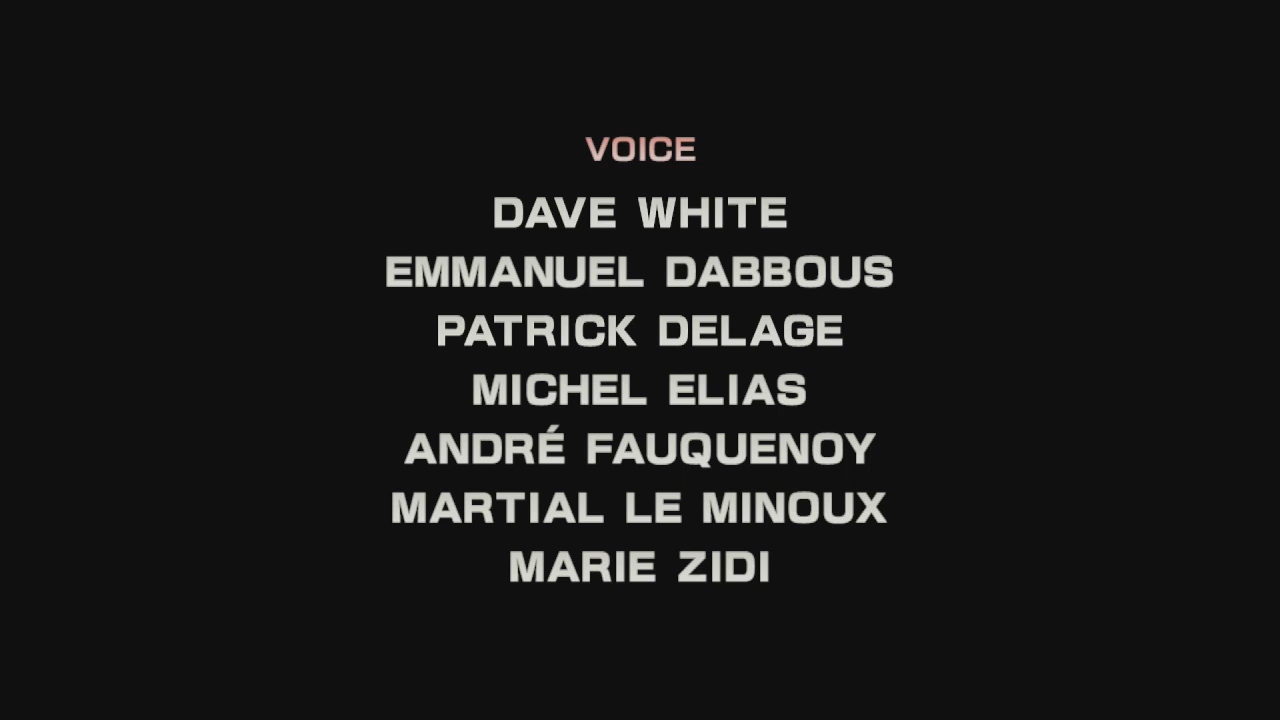 VOICE
DAVE WHITE
EMMANUEL DABBOUS
PATRICK DELAGE
MICHEL ELIAS
ANDRÉ FAUQUENOY
MARTIAL LE MINOUX
MARIE ZIDI